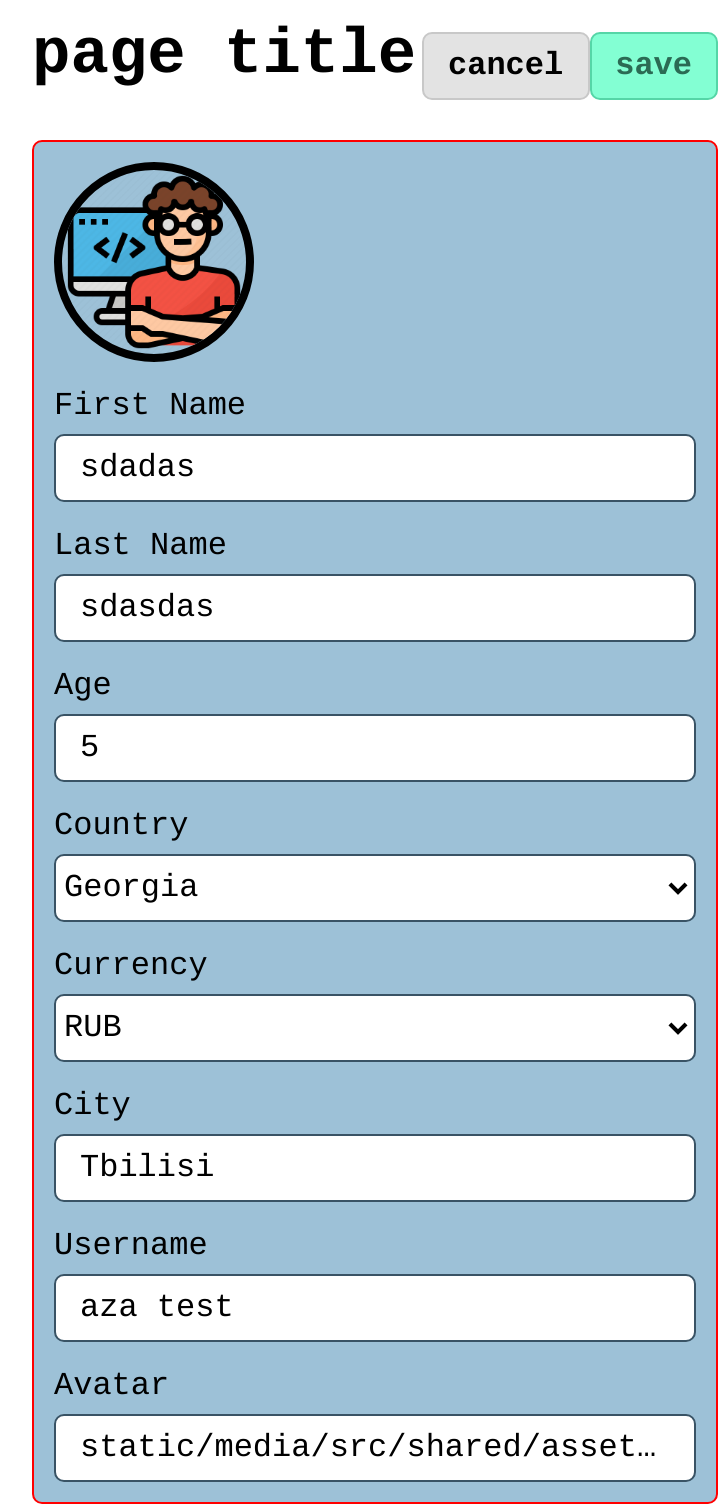 page title cancel save
</>
First Name
sdadas
Last Name
sdasdas
Age
5
Country
Georgia
Currency
RUB
City
Tbilisi
Username
aza test
Avatar
static/media/src/shared/asset…